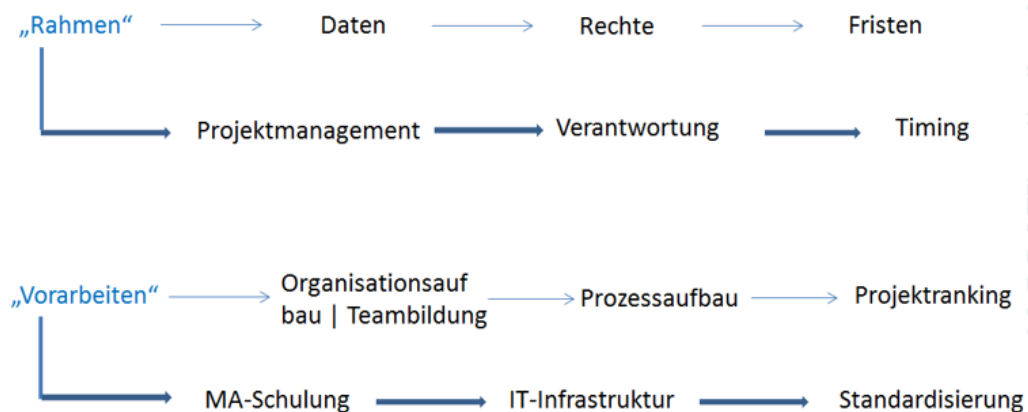 „Rahmen“ Daten Rechte Fristen
Projektmanagement Verantwortung Timing
„Vorarbeiten“ Organisationsauf
bau | Teambildung Prozessaufbau Projektranking
MA-Schulung IT-Infrastruktur Standardisierung